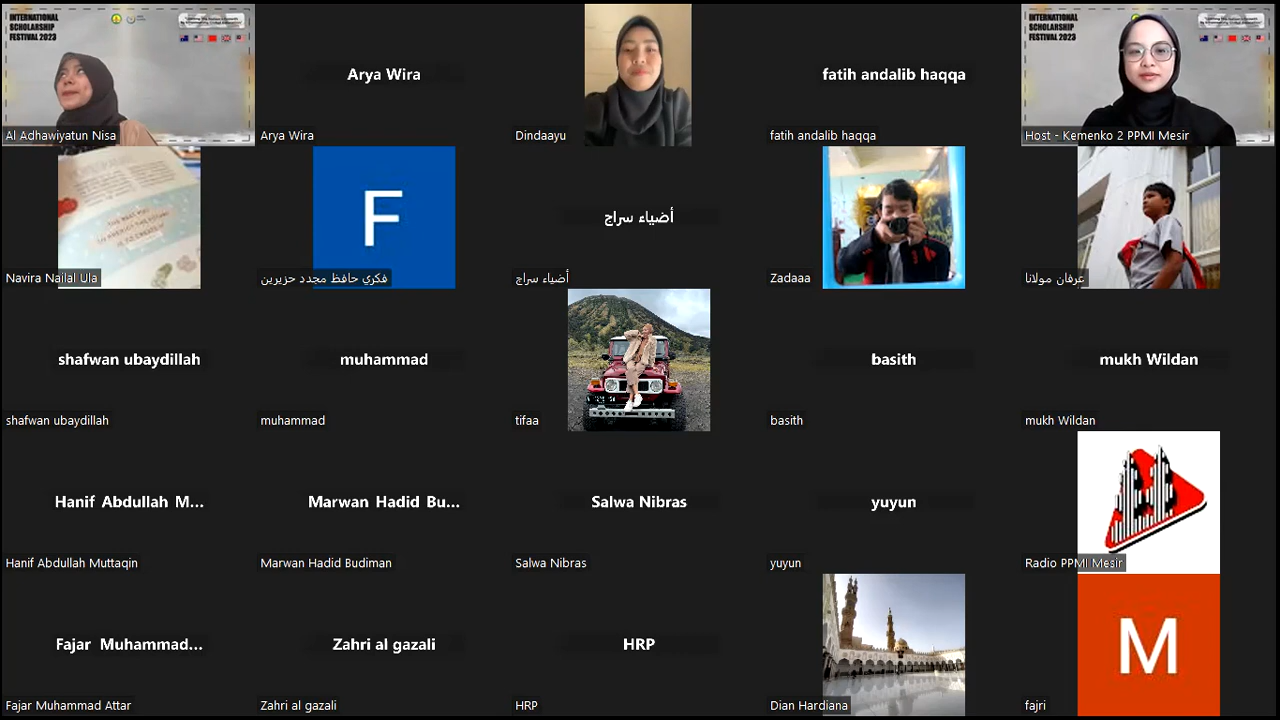 INTERNATIONAL
SCHOLARSHIP
FESTIVAL 2023
Al Adhawiyatun Nisa
Arya Wira
Arya Wira
Dindaayu
fatih andalib haqqa
fatih andalib haqqa
INTERNATIONAL
SCHOLARSHIP
FESTIVAL 2023
Host - Kemenko 2 PPMI Mesir
Navira Nailal Ula
F
فكري حافظ مجدد حزيرين
أضياء سراج
أضياء سراج
Zadaaa
عرفان مولانا
shafwan ubaydillah
shafwan ubaydillah
muhammad
muhammad
tifaa
basith
basith
mukh Wildan
mukh Wildan
Hanif Abdullah M...
Hanif Abdullah Muttaqin
Marwan Hadid Bu...
Marwan Hadid Budiman
Salwa Nibras
Salwa Nibras
yuyun
yuyun
Radio PPMI Mesir
Fajar Muhammad...
Fajar Muhammad Attar
Zahri al gazali
Zahri al gazali
HRP
HRP
Dian Hardiana
M
fajri